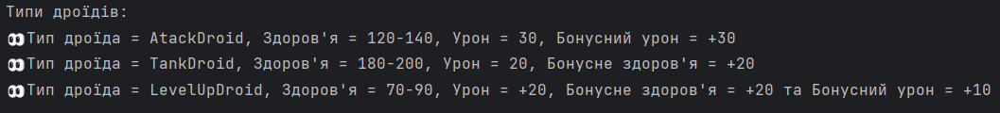 Типи дроїдів:
👀Тип дроїда = AtackDroid, Здоров'я = 120-140, Урон = 30, Бонусний урон = +30
👀Тип дроїда = TankDroid, Здоров'я = 180-200, Урон = 20, Бонусне здоров'я = +20
👀Тип дроїда = LevelUpDroid, Здоров'я = 70-90, Урон = +20, Бонусне здоров'я = +20 та Бонусний урон = +10